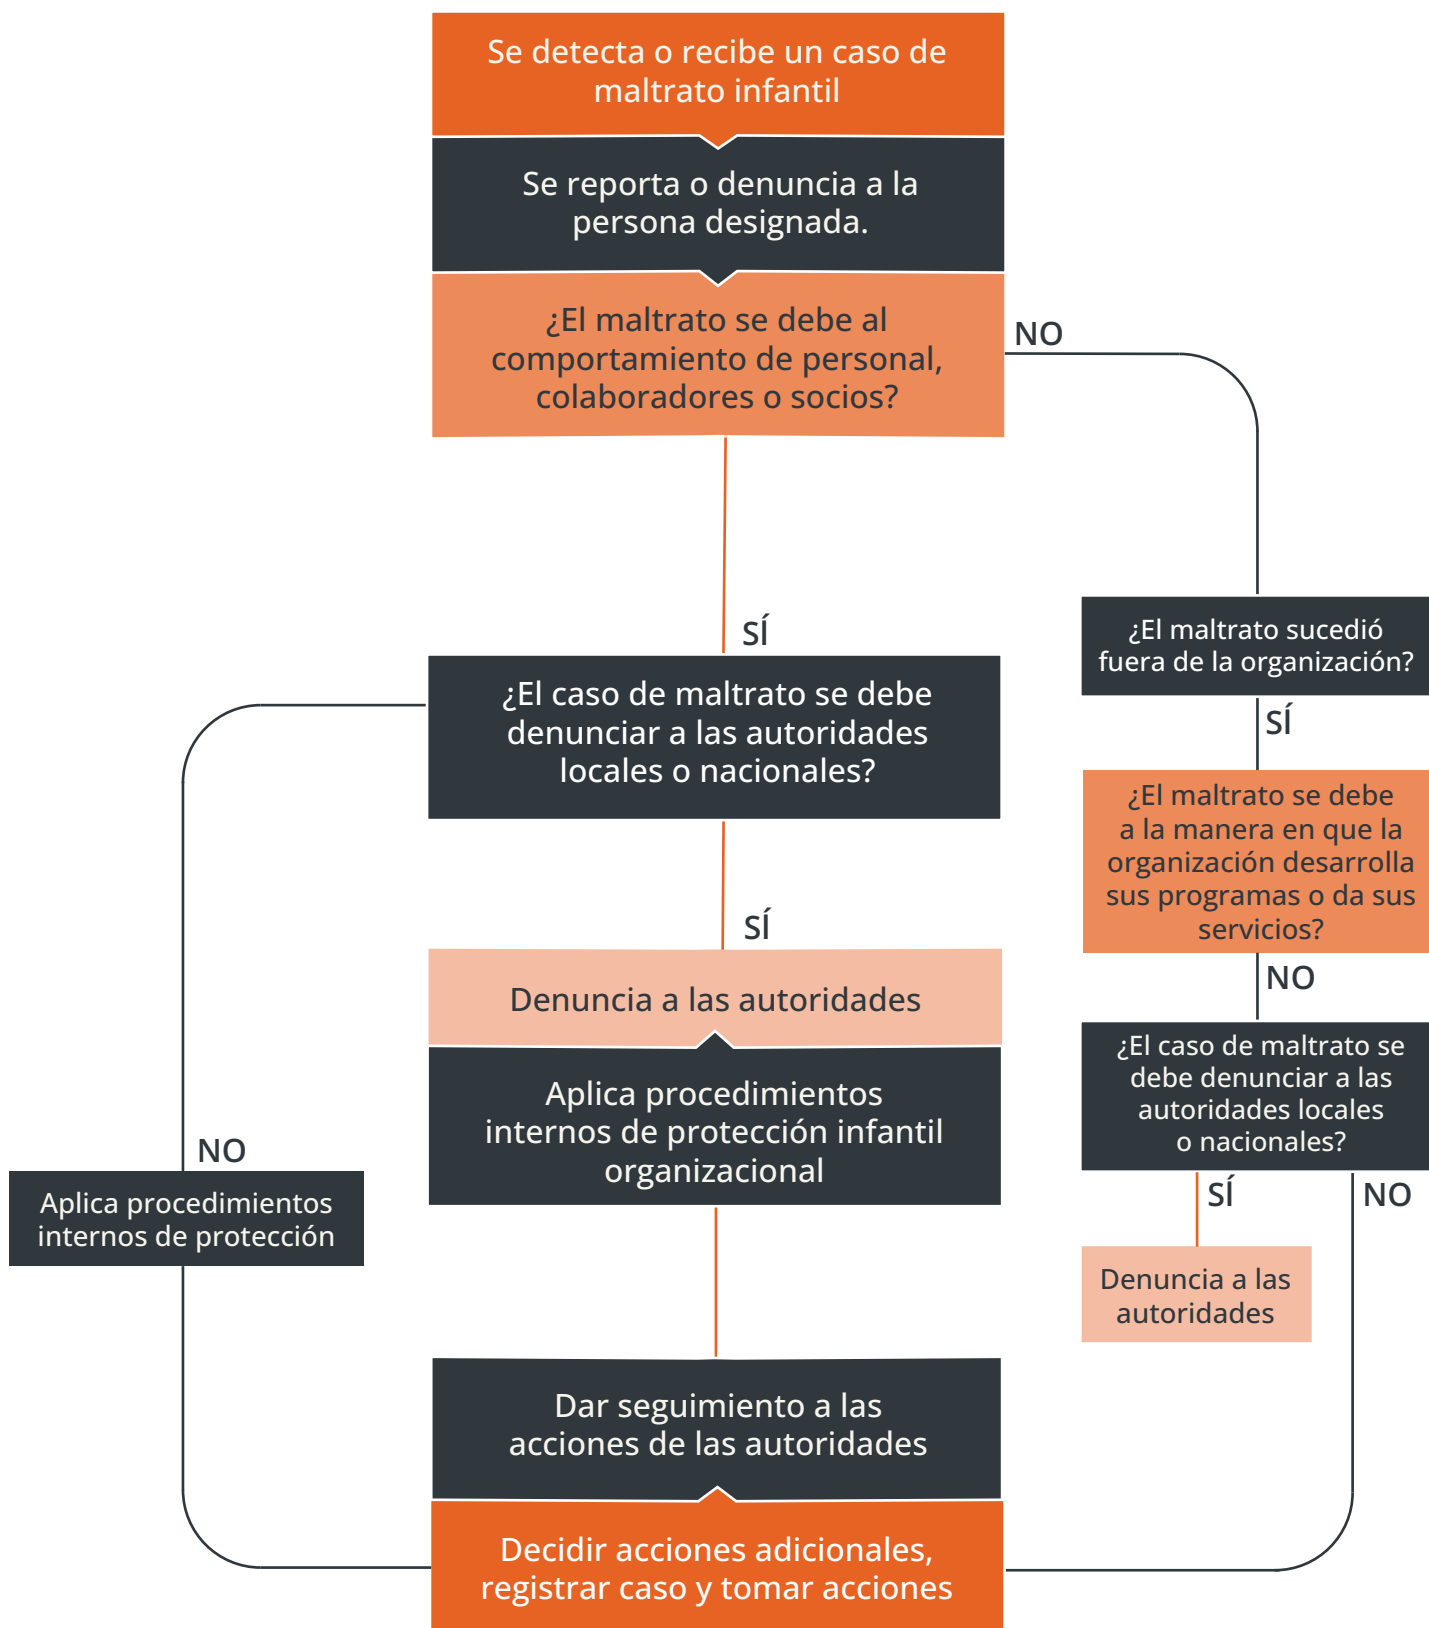 Se detecta o recibe un caso de
maltrato infantil
Se reporta o denuncia a la
persona designada.
¿El maltrato se debe al
comportamiento de personal,
colaboradores o socios?
NO
SÍ
¿El maltrato sucedió
fuera de la organización?
SÍ
¿El caso de maltrato se debe
denunciar a las autoridades
locales o nacionales?
¿El maltrato se debe
a la manera en que la
organización desarrolla
sus programas o da sus
servicios?
SÍ
NO
Denuncia a las autoridades
¿El caso de maltrato se
debe denunciar a las
autoridades locales
o nacionales?
Aplica procedimientos
internos de protección infantil
organizacional
NO
Aplica procedimientos
internos de protección
SÍ
NO
Denuncia a las
autoridades
Dar seguimiento a las
acciones de las autoridades
Decidir acciones adicionales,
registrar caso y tomar acciones